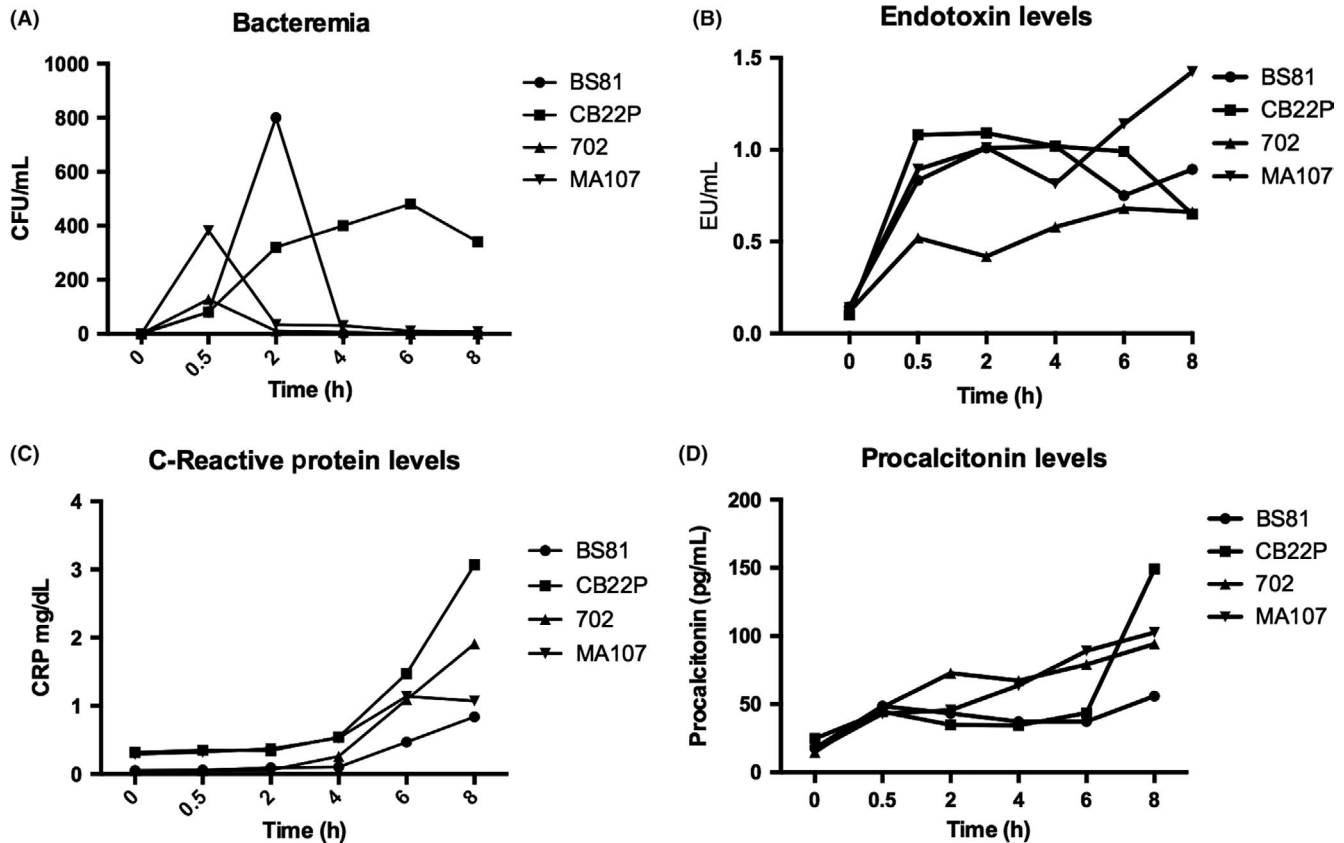 (A)
Bacteremia
CFU/mL
1000
800
600
400
200
0
0
0.5
2
4
6
8
Time (h)
BS81
CB22P
702
MA107
(B)
Endotoxin levels
EU/mL
1.5
1.0
0.5
0.0
0
0.5
2
4
6
8
Time (h)
BS81
CB22P
702
MA107
(C)
C-Reactive protein levels
CRP mg/dL
4
3
2
1
0
0
0.5
2
4
6
8
Time (h)
BS81
CB22P
702
MA107
(D)
Procalcitonin levels
Procalcitonin (pg/mL)
200
150
100
50
0
0
0.5
2
4
6
8
Time (h)
BS81
CB22P
702
MA107